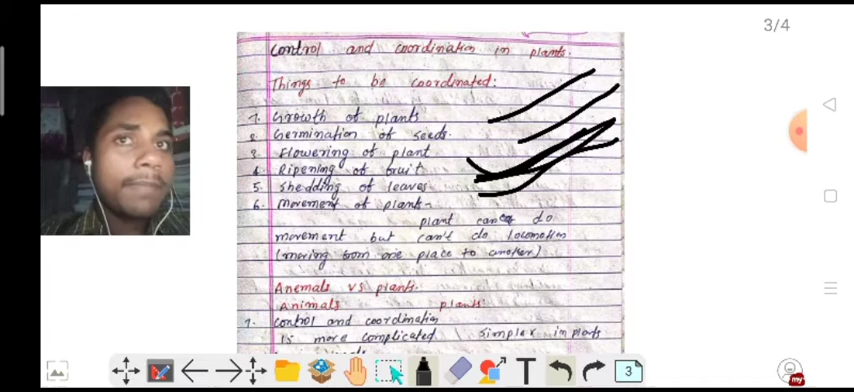 3/4
Control and coordination in plants.
Things to be coordinated:
1. Growth of plants
2. Germination of seeds.
3. Flowering of plant
4. Ripening of fruit
5. Shedding of leaves
6. Movement of plants-
plant can do
movement but can't do locomotion
(moving from one place to another)
Anemals vs plants.
Animals plants:
1. control and coordination
is more complicated simplex in plants
T
3
my